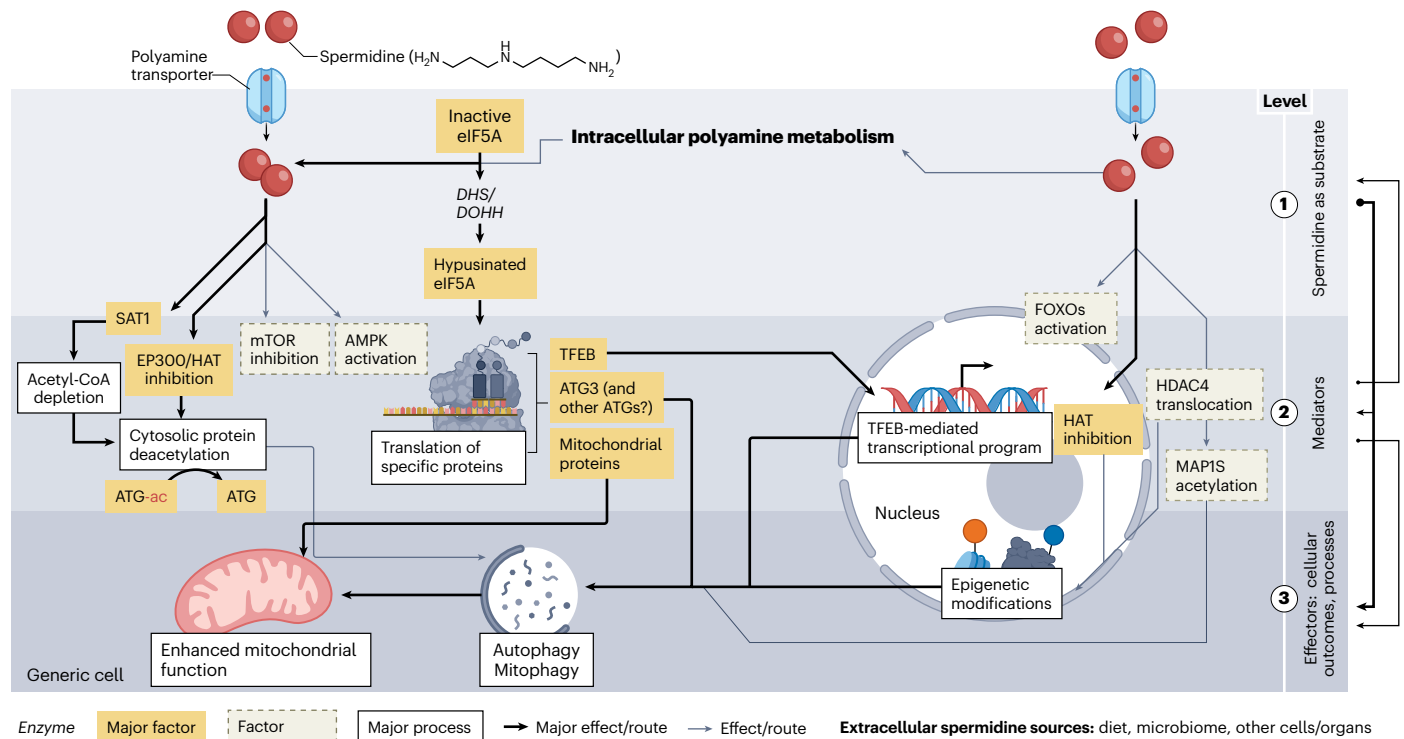 Polyamine
transporter
Spermidine (H₂N H N NH₂)
Level
Inactive
eIF5A
Intracellular polyamine metabolism
DHS/
DOHH
Hypusinated
eIF5A
Spermidine as substrate
1
SAT1
mTOR
inhibition
AMPK
activation
EP300/HAT
inhibition
Acetyl-CoA
depletion
Cytosolic protein
deacetylation
ATG-ac
ATG
Translation of
specific proteins
TFEB
ATG3 (and
other ATGs?)
Mitochondrial
proteins
FOXOs
activation
TFEB-mediated
transcriptional program
HAT
inhibition
HDAC4
translocation
MAP1S
acetylation
Mediators
2
Nucleus
Epigenetic
modifications
Enhanced mitochondrial
function
Autophagy
Mitophagy
Generic cell
Effectors: cellular
outcomes, processes
3
Enzyme
Major factor
Factor
Major process
Major effect/route
Effect/route
Extracellular spermidine sources: diet, microbiome, other cells/organs